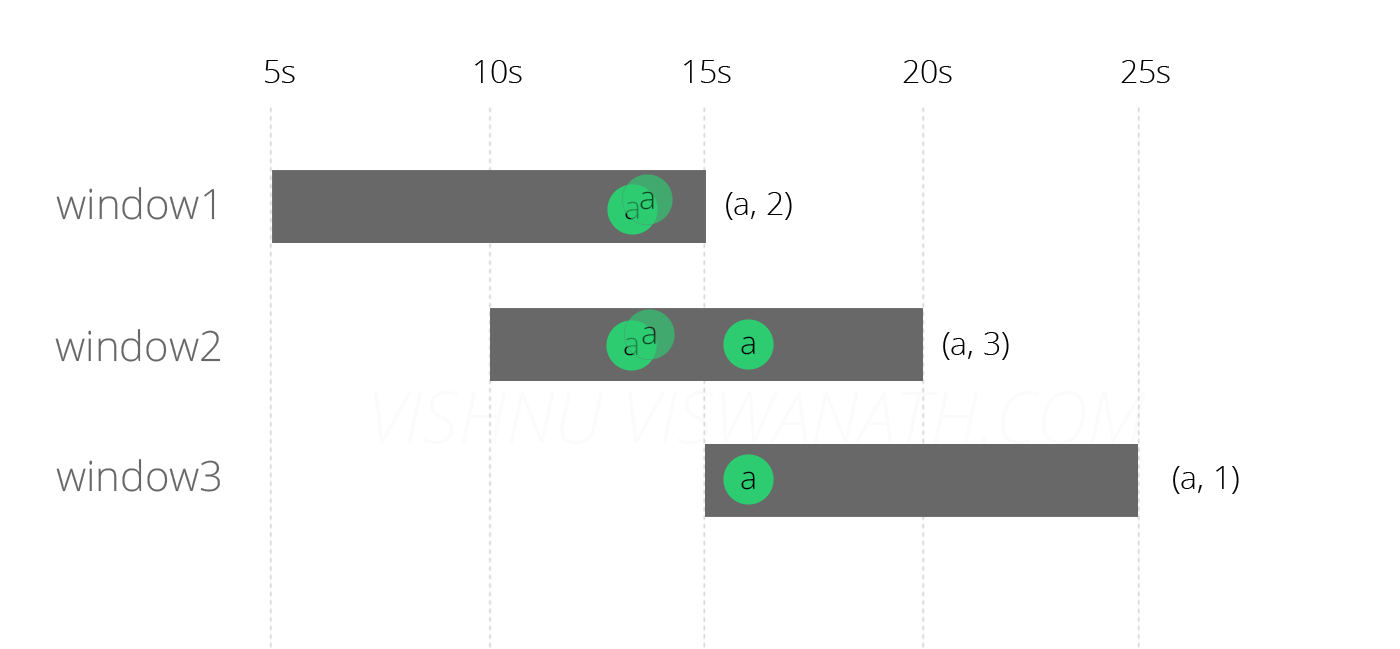 5s 10s 15s 20s 25s
window1 a a (a, 2)
window2 a a a (a, 3)
VISHNU VISWANATH.COM
window3 a (a, 1)